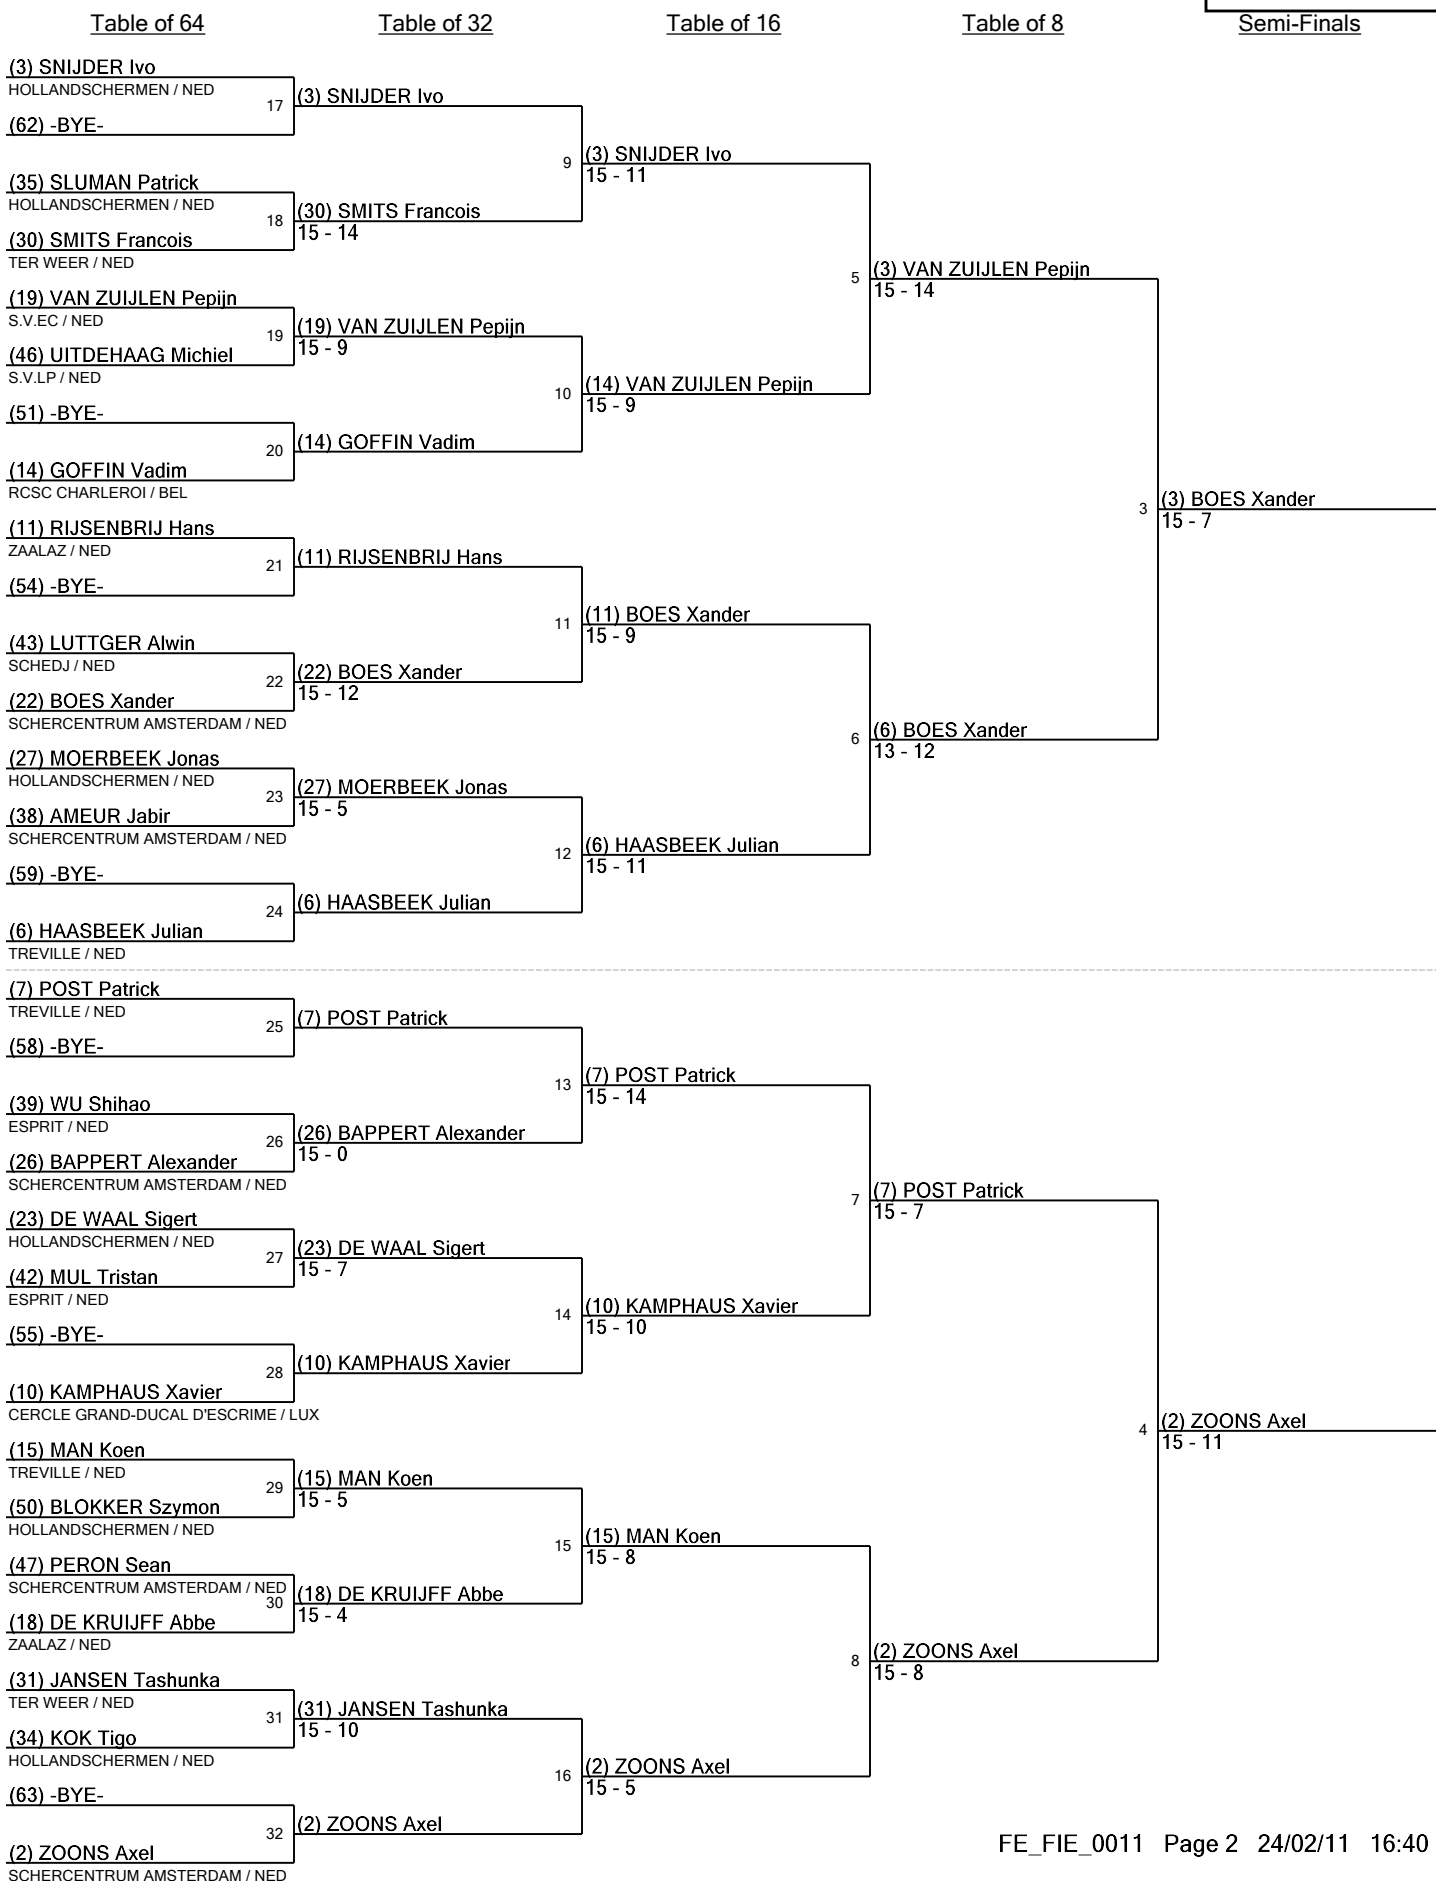 Table of 64 Table of 32 Table of 16 Table of 8 Semi-Finals
(3) SNIJDER Ivo
HOLLANDSCHERMEN / NED
17 (3) SNIJDER Ivo
(62) -BYE-
9 (3) SNIJDER Ivo
15 - 11
(35) SLUMAN Patrick
HOLLANDSCHERMEN / NED
18 (30) SMITS Francois
15 - 14
(30) SMITS Francois
TER WEER / NED
5 (3) VAN ZUIJLEN Pepijn
15 - 14
(19) VAN ZUIJLEN Pepijn
S.V.EC / NED
19 (19) VAN ZUIJLEN Pepijn
15 - 9
(46) UITDEHAAG Michiel
S.V.LP / NED
10 (14) VAN ZUIJLEN Pepijn
15 - 9
(51) -BYE-
20 (14) GOFFIN Vadim
(14) GOFFIN Vadim
RCSC CHARLEROI / BEL
3 (3) BOES Xander
15 - 7
(11) RIJSENBRIJ Hans
ZAALAZ / NED
21 (11) RIJSENBRIJ Hans
(54) -BYE-
11 (11) BOES Xander
15 - 9
(43) LUTTGER Alwin
SCHEDJ / NED
22 (22) BOES Xander
15 - 12
(22) BOES Xander
SCHERCENTRUM AMSTERDAM / NED
6 (6) BOES Xander
13 - 12
(27) MOERBEEK Jonas
HOLLANDSCHERMEN / NED
23 (27) MOERBEEK Jonas
15 - 5
(38) AMEUR Jabir
SCHERCENTRUM AMSTERDAM / NED
12 (6) HAASBEEK Julian
15 - 11
(59) -BYE-
24 (6) HAASBEEK Julian
(6) HAASBEEK Julian
TREVILLE / NED
(7) POST Patrick
TREVILLE / NED
25 (7) POST Patrick
(58) -BYE-
13 (7) POST Patrick
15 - 14
(39) WU Shihao
ESPRIT / NED
26 (26) BAPPERT Alexander
15 - 0
(26) BAPPERT Alexander
SCHERCENTRUM AMSTERDAM / NED
7 (7) POST Patrick
15 - 7
(23) DE WAAL Sigert
HOLLANDSCHERMEN / NED
27 (23) DE WAAL Sigert
15 - 7
(42) MUL Tristan
ESPRIT / NED
14 (10) KAMPHAUS Xavier
15 - 10
(55) -BYE-
28 (10) KAMPHAUS Xavier
(10) KAMPHAUS Xavier
CERCLE GRAND-DUCAL D'ESCRIME / LUX
4 (2) ZOONS Axel
15 - 11
(15) MAN Koen
TREVILLE / NED
29 (15) MAN Koen
15 - 5
(50) BLOKKER Szymon
HOLLANDSCHERMEN / NED
15 (15) MAN Koen
15 - 8
(47) PERON Sean
SCHERCENTRUM AMSTERDAM / NED
30 (18) DE KRUIJFF Abbe
15 - 4
(18) DE KRUIJFF Abbe
ZAALAZ / NED
8 (2) ZOONS Axel
15 - 8
(31) JANSEN Tashunka
TER WEER / NED
31 (31) JANSEN Tashunka
15 - 10
(34) KOK Tigo
HOLLANDSCHERMEN / NED
16 (2) ZOONS Axel
15 - 5
(63) -BYE-
32 (2) ZOONS Axel
(2) ZOONS Axel
SCHERCENTRUM AMSTERDAM / NED
FE_FIE_0011 Page 2 24/02/11 16:40